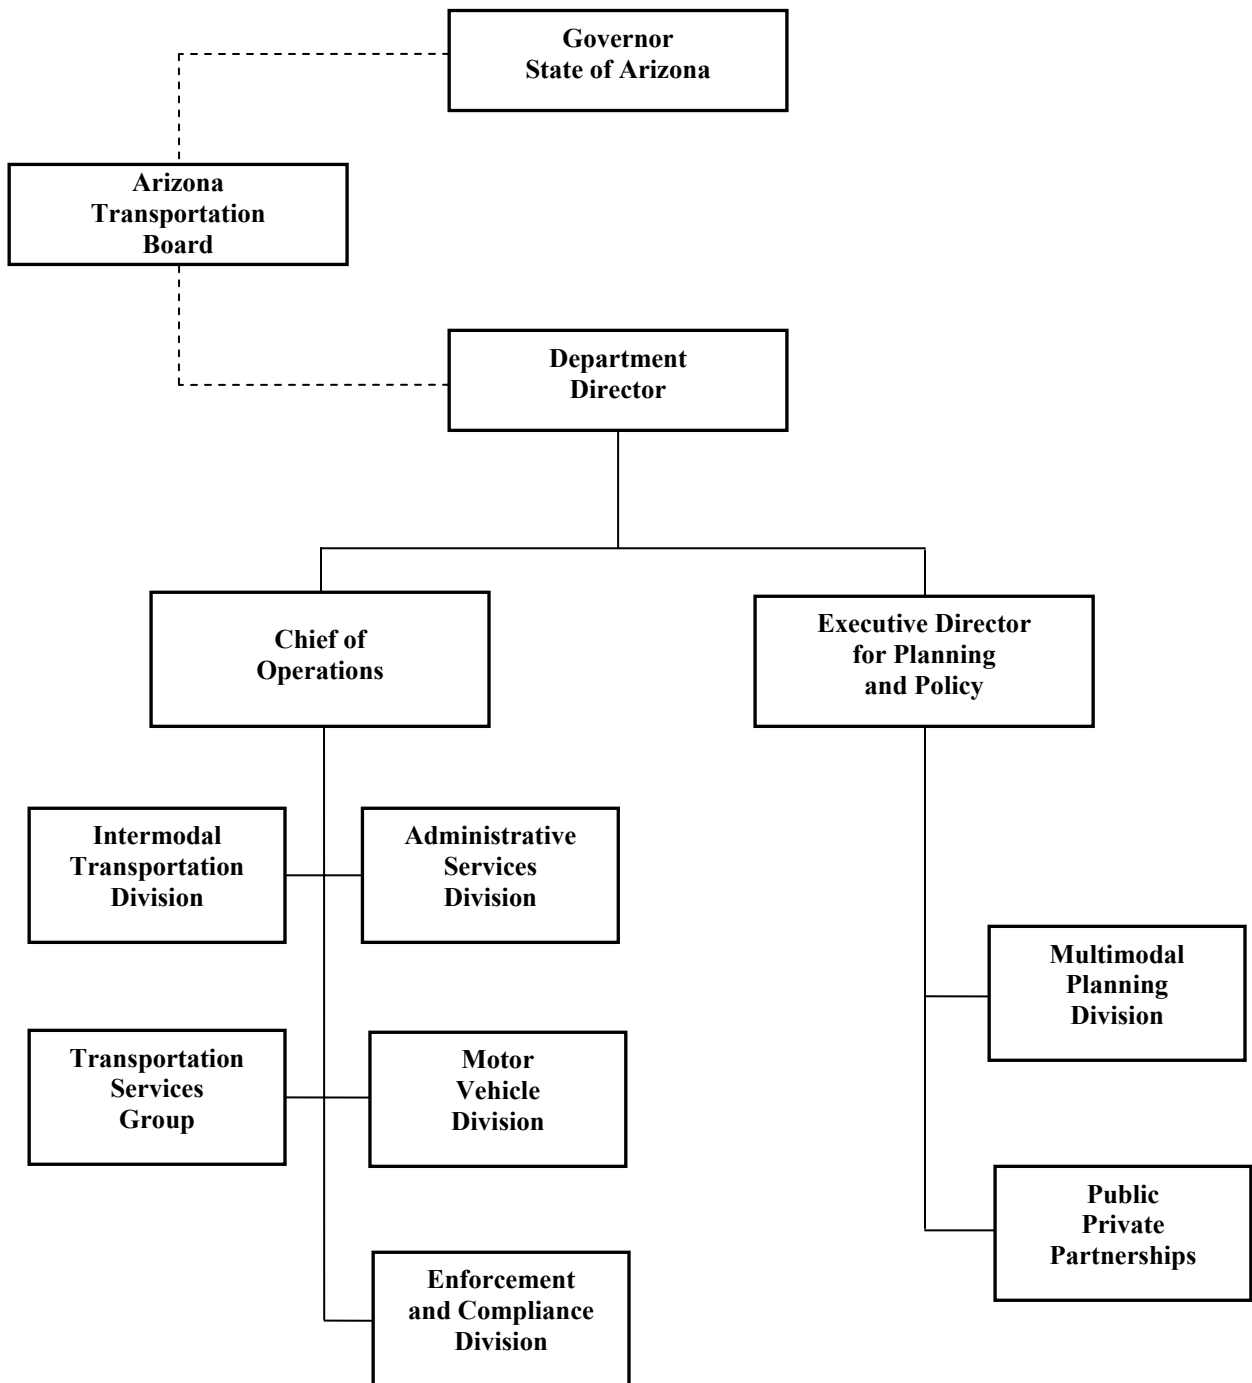 Governor
State of Arizona
Arizona
Transportation
Board
Department
Director
Chief of
Operations
Executive Director
for Planning
and Policy
Intermodal
Transportation
Division
Administrative
Services
Division
Multimodal
Planning
Division
Transportation
Services
Group
Motor
Vehicle
Division
Public
Private
Partnerships
Enforcement
and Compliance
Division